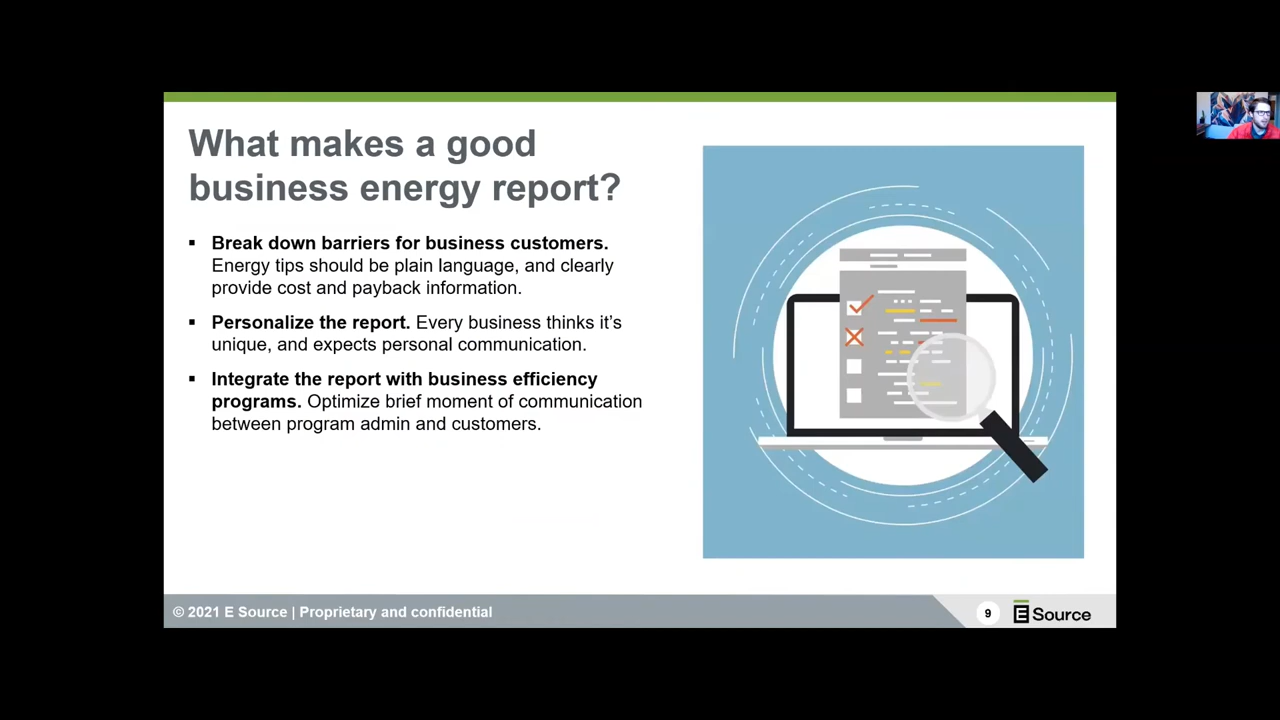 What makes a good
business energy report?
▪ Break down barriers for business customers.
Energy tips should be plain language, and clearly
provide cost and payback information.
▪ Personalize the report. Every business thinks it's
unique, and expects personal communication.
▪ Integrate the report with business efficiency
programs. Optimize brief moment of communication
between program admin and customers.
© 2021 E Source | Proprietary and confidential
9
E Source